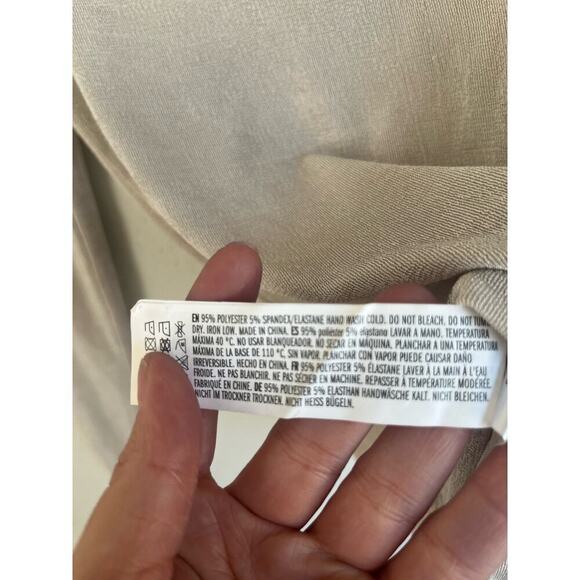 EN 95% POLYESTER 5% SPANDEX/ELASTANE HAND WASH COLD. DO NOT BLEACH. DO NOT TUMBLE
DRY. IRON LOW. MADE IN CHINA. ES 95% poliéster 5% elastano LAVAR A MANO. TEMPERATURA
MÁXIMA 40 °C. NO USAR BLANQUEADOR. NO SECAR EN MÁQUINA. PLANCHAR A UNA TEMPERATURA
MÁXIMA DE LA BASE DE 110 °C, SIN VAPOR. PLANCHAR CON VAPOR PUEDE CAUSAR DAÑO
IRREVERSIBLE. HECHO EN CHINA. FR 95% POLYESTER 5% ÉLASTANE LAVER À LA MAIN À L'EAU
FROIDE. NE PAS BLANCHIR. NE PAS SÉCHER EN MACHINE. REPASSER À TEMPÉRATURE MODÉRÉE.
FABRIQUÉ EN CHINE. DE 95% POLYESTER 5% ELASTHAN HANDWÄSCHE KALT. NICHT BLEICHEN.
NICHT IM TROCKNER TROCKNEN. NICHT HEISS BÜGELN.